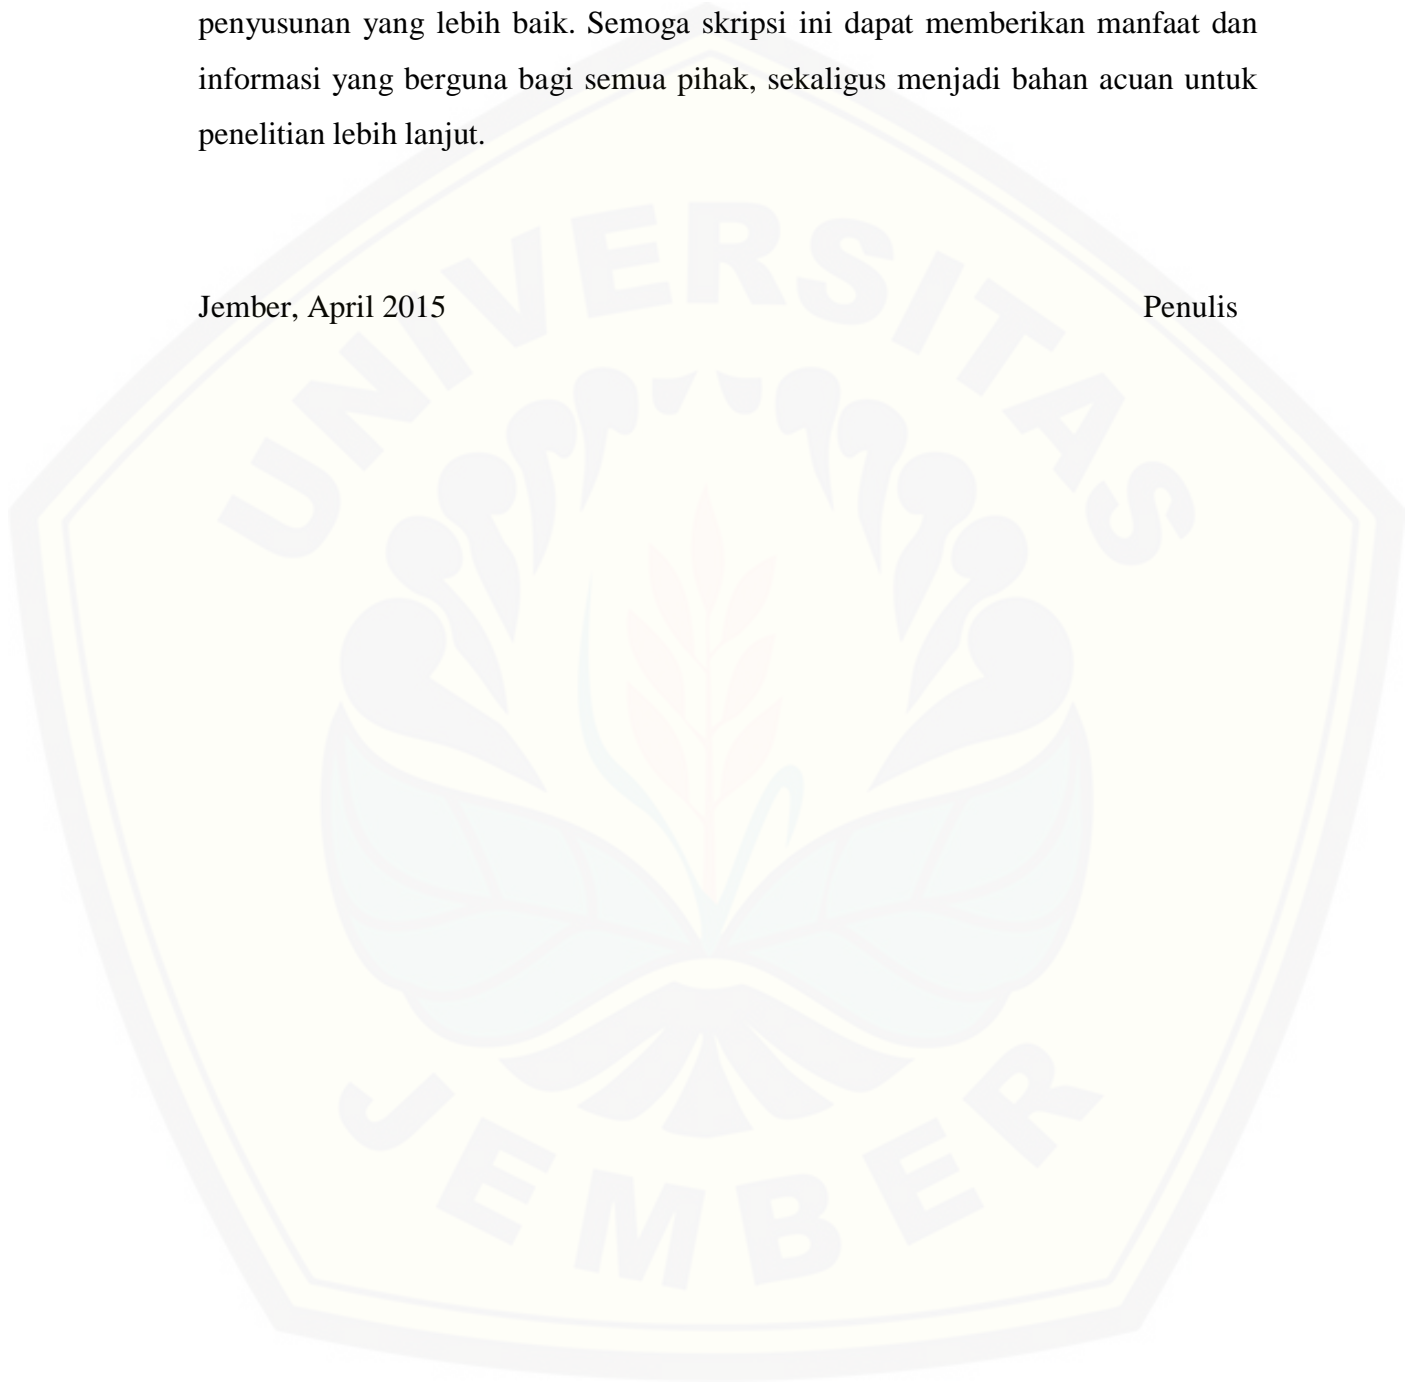 penyusunan yang lebih baik. Semoga skripsi ini dapat memberikan manfaat dan
informasi yang berguna bagi semua pihak, sekaligus menjadi bahan acuan untuk
penelitian lebih lanjut.
Jember, April 2015 Penulis
UNIVERSITAS
JEMBER